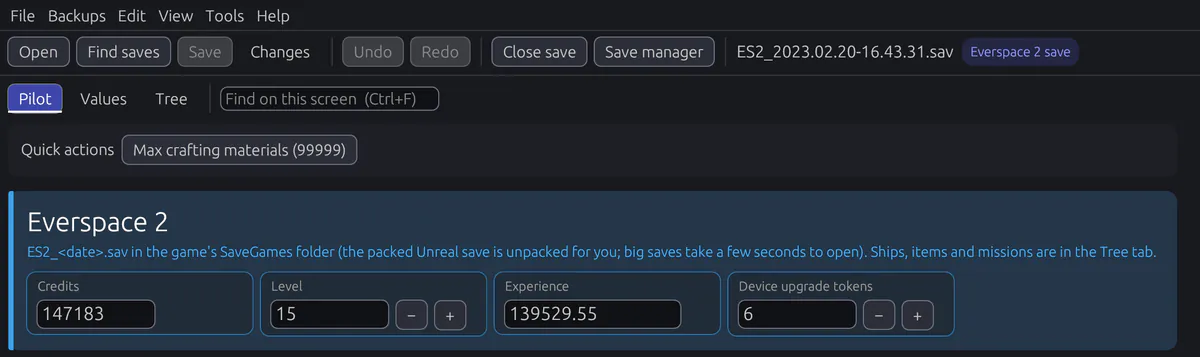 File Backups Edit View Tools Help
Open Find saves Save Changes Undo Redo Close save Save manager ES2_2023.02.20-16.43.31.sav Everspace 2 save
Pilot Values Tree Find on this screen (Ctrl+F)
Quick actions Max crafting materials (99999)
Everspace 2
ES2_<date>.sav in the game's SaveGames folder (the packed Unreal save is unpacked for you; big saves take a few seconds to open). Ships, items and missions are in the Tree tab.
Credits Level Experience Device upgrade tokens
147183 15 − + 139529.55 6 − +